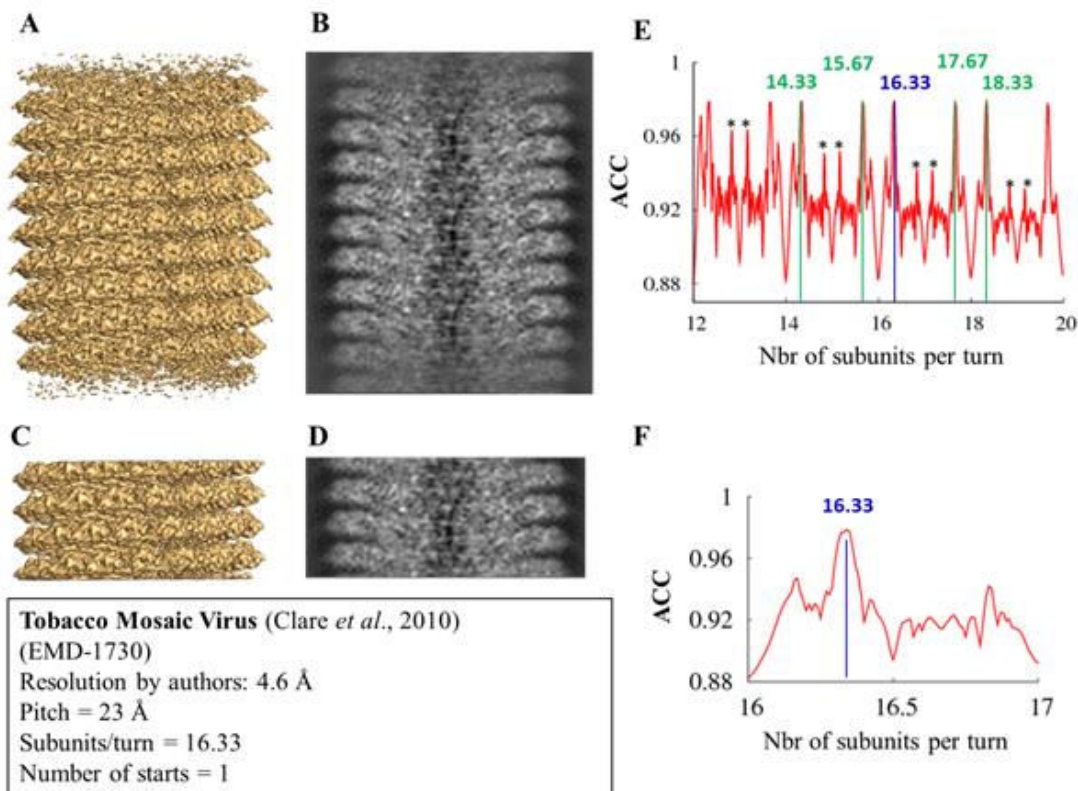 A
B
E
1
0.96
0.92
0.88
ACC
14.33
15.67
16.33
17.67
18.33
* *
* *
* *
* *
12 14 16 18 20
Nbr of subunits per turn
C
D
F
1
0.96
0.92
0.88
ACC
16.33
16 16.5 17
Nbr of subunits per turn
Tobacco Mosaic Virus (Clare et al., 2010)
(EMD-1730)
Resolution by authors: 4.6 Å
Pitch = 23 Å
Subunits/turn = 16.33
Number of starts = 1